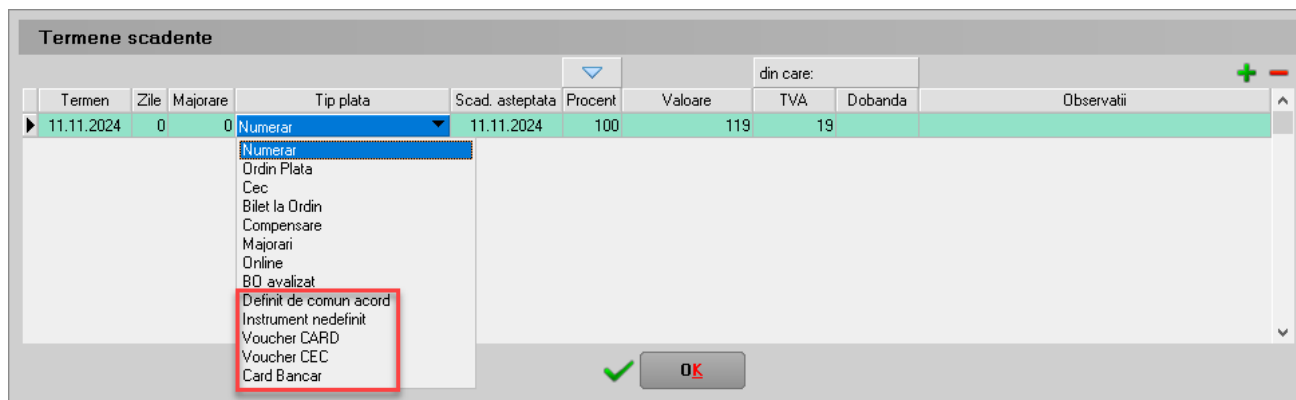 Termene scadente
din care:
Termen Zile Majorare Tip plata Scad. asteptata Procent Valoare TVA Dobanda Observatii
11.11.2024 0 0 Numerar 11.11.2024 100 119 19
Numerar
Ordin Plata
Cec
Bilet la Ordin
Compensare
Majorari
Online
BO avalizat
Definit de comun acord
Instrument nedefinit
Voucher CARD
Voucher CEC
Card Bancar
OK